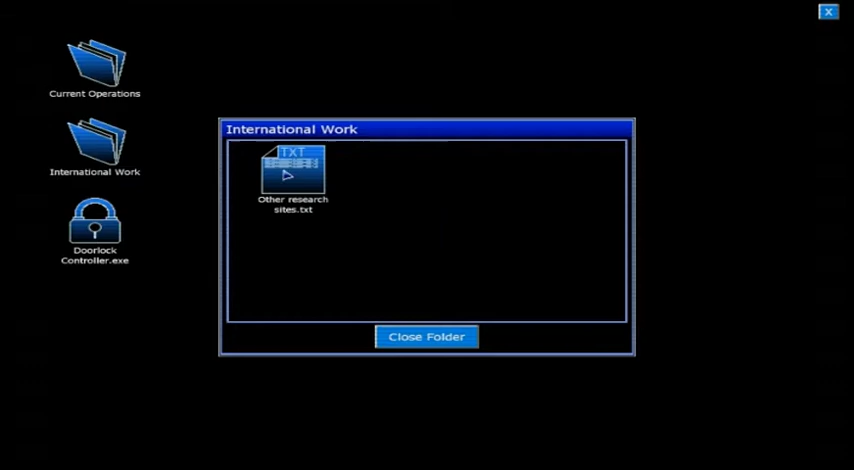 X
Current Operations
International Work
Doorlock
Controller.exe
International Work
TXT
Other research
sites.txt
Close Folder